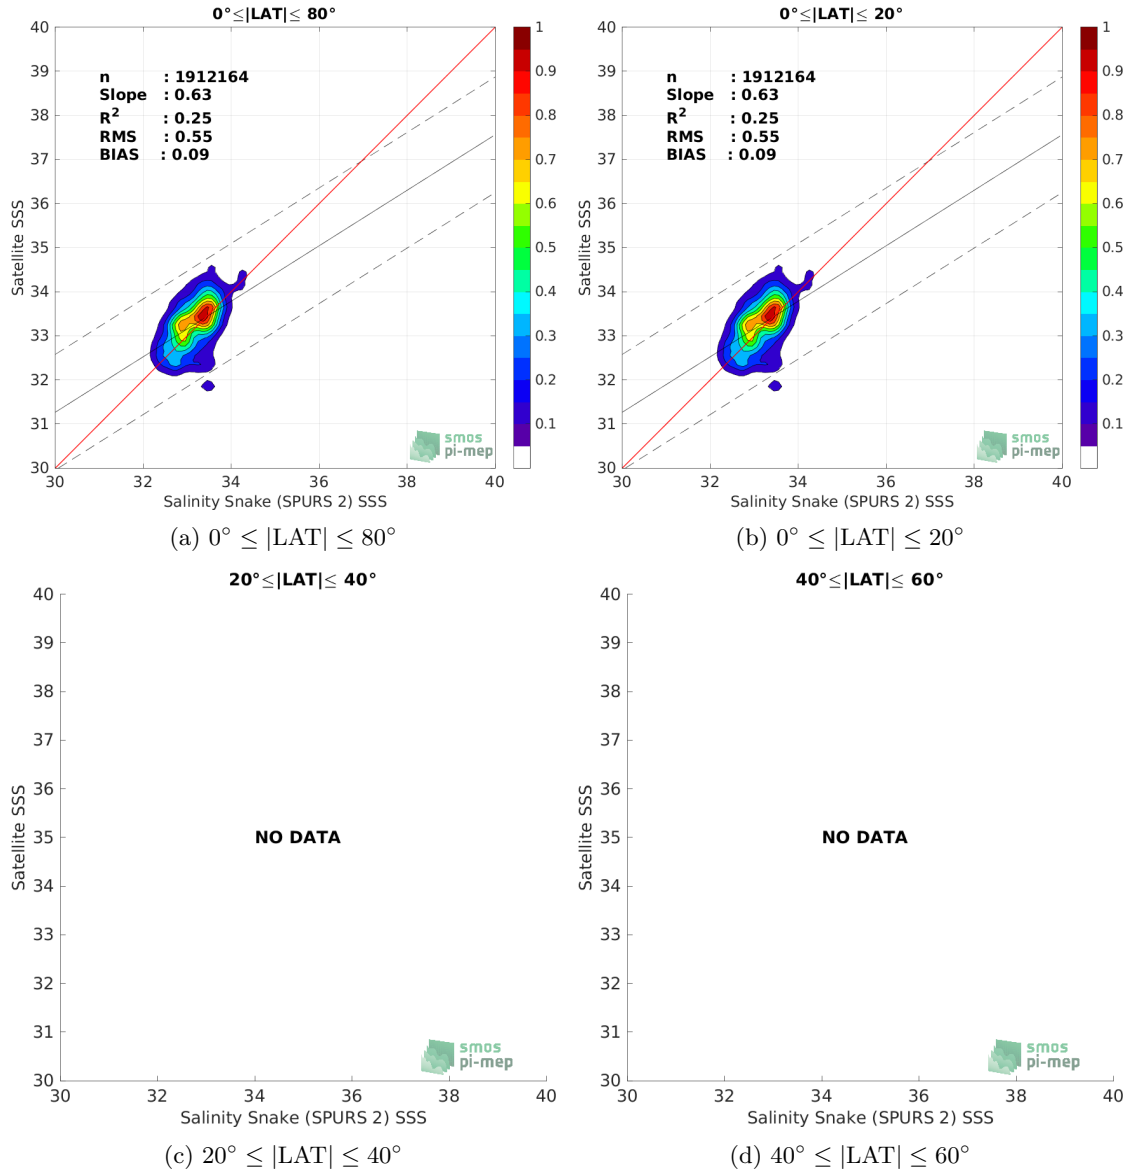 0°≤|LAT|≤ 80°
40
39
38
37
36
35
34
33
32
31
30
Satellite SSS
n : 1912164
Slope : 0.63
R² : 0.25
RMS : 0.55
BIAS : 0.09
smos
pi-mep
30 32 34 36 38 40
Salinity Snake (SPURS 2) SSS
1
0.9
0.8
0.7
0.6
0.5
0.4
0.3
0.2
0.1
(a) 0° ≤ |LAT| ≤ 80°
0°≤|LAT|≤ 20°
40
39
38
37
36
35
34
33
32
31
30
Satellite SSS
n : 1912164
Slope : 0.63
R² : 0.25
RMS : 0.55
BIAS : 0.09
smos
pi-mep
30 32 34 36 38 40
Salinity Snake (SPURS 2) SSS
1
0.9
0.8
0.7
0.6
0.5
0.4
0.3
0.2
0.1
(b) 0° ≤ |LAT| ≤ 20°
20°≤|LAT|≤ 40°
40
39
38
37
36
35
34
33
32
31
30
Satellite SSS
NO DATA
smos
pi-mep
30 32 34 36 38 40
Salinity Snake (SPURS 2) SSS
(c) 20° ≤ |LAT| ≤ 40°
40°≤|LAT|≤ 60°
40
39
38
37
36
35
34
33
32
31
30
Satellite SSS
NO DATA
smos
pi-mep
30 32 34 36 38 40
Salinity Snake (SPURS 2) SSS
(d) 40° ≤ |LAT| ≤ 60°